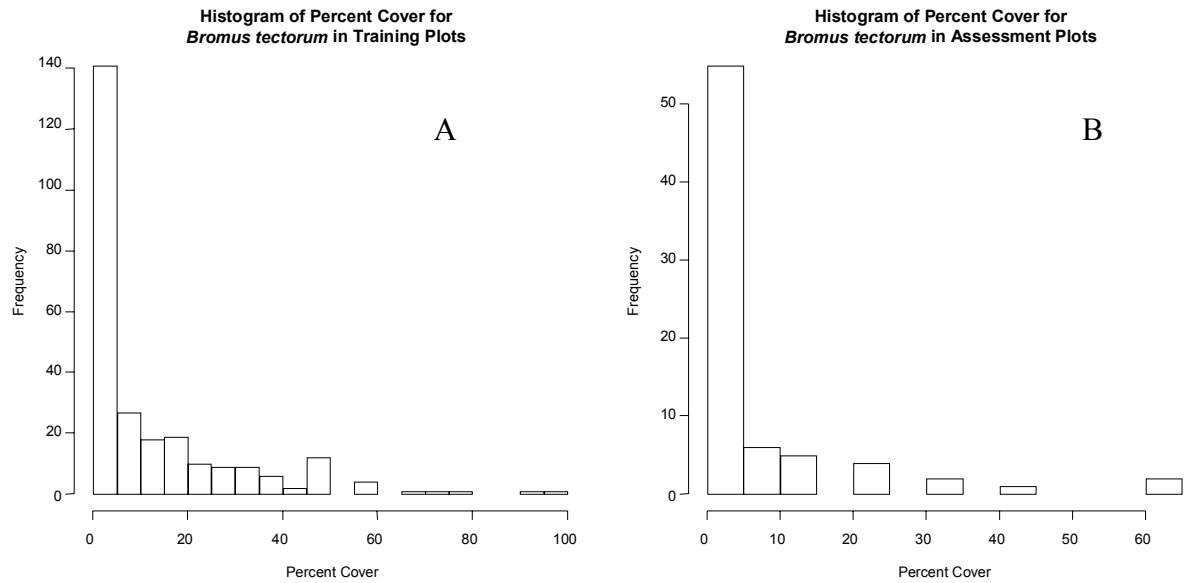 Histogram of Percent Cover for
Bromus tectorum in Training Plots
A
Frequency
140
120
100
80
60
40
20
0
0 20 40 60 80 100
Percent Cover
Histogram of Percent Cover for
Bromus tectorum in Assessment Plots
B
Frequency
50
40
30
20
10
0
0 10 20 30 40 50 60
Percent Cover